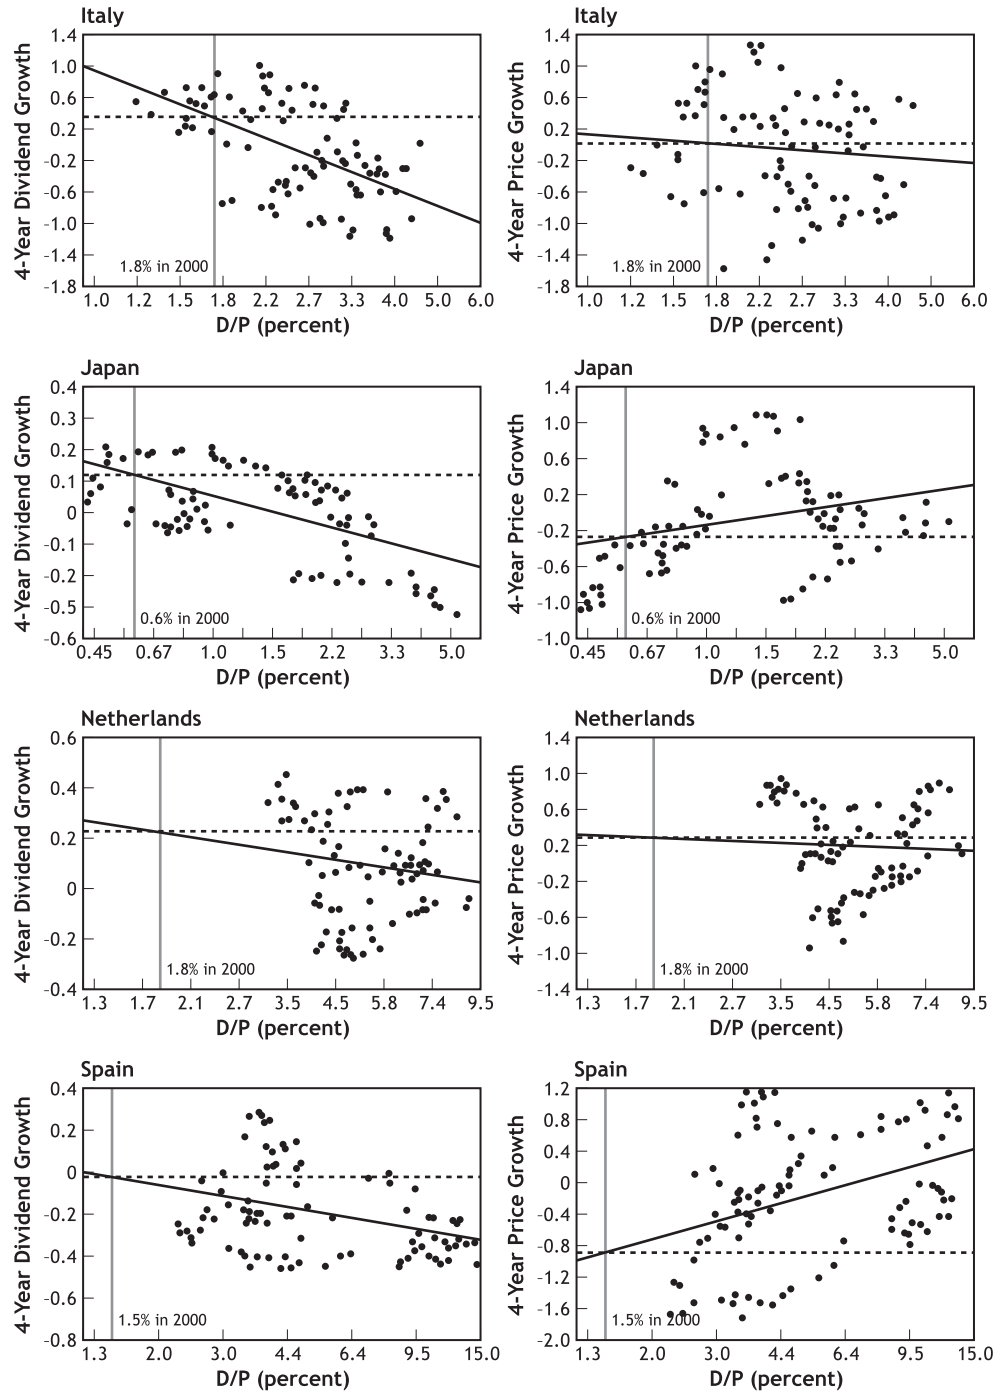 Italy
4-Year Dividend Growth
1.4
1.0
0.6
0.2
-0.2
-0.6
-1.0
-1.4
-1.8
1.8% in 2000
1.0 1.2 1.5 1.8 2.2 2.7 3.3 4.0 5.0 6.0
D/P (percent)
Italy
4-Year Price Growth
1.4
1.0
0.6
0.2
-0.2
-0.6
-1.0
-1.4
-1.8
1.8% in 2000
1.0 1.2 1.5 1.8 2.2 2.7 3.3 4.0 5.0 6.0
D/P (percent)
Japan
4-Year Dividend Growth
0.4
0.3
0.2
0.1
0
-0.1
-0.2
-0.5
-0.6
0.6% in 2000
0.45 0.67 1.0 1.5 2.2 3.3 5.0
D/P (percent)
Japan
4-Year Price Growth
1.4
1.0
0.6
0.2
-0.2
-0.6
-1.0
-1.0
0.6% in 2000
0.45 0.67 1.0 1.5 2.2 3.3 5.0
D/P (percent)
Netherlands
4-Year Dividend Growth
0.6
0.4
0.2
0
-0.2
-0.4
1.8% in 2000
1.3 1.7 2.1 2.7 3.5 4.5 5.8 7.4 9.5
D/P (percent)
Netherlands
4-Year Price Growth
1.4
1.0
0.6
0.2
-0.2
-0.6
-1.0
-1.4
1.8% in 2000
1.3 1.7 2.1 2.7 3.5 4.5 5.8 7.4 9.5
D/P (percent)
Spain
4-Year Dividend Growth
0.4
0.2
0
-0.2
-0.4
-0.6
-0.8
1.5% in 2000
1.3 2.0 3.0 4.4 6.4 9.5 15.0
D/P (percent)
Spain
4-Year Price Growth
1.2
0.8
0.4
0
-0.4
-0.8
-1.2
-1.6
-2.0
1.5% in 2000
1.3 2.0 3.0 4.4 6.4 9.5 15.0
D/P (percent)